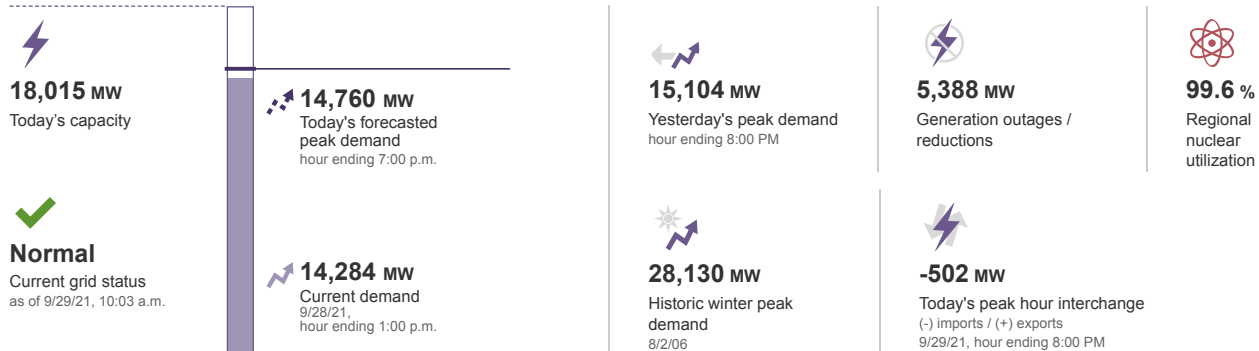 18,015 MW
Today's capacity
Normal
Current grid status
as of 9/29/21, 10:03 a.m.
14,760 MW
Today's forecasted
peak demand
hour ending 7:00 p.m.
14,284 MW
Current demand
9/28/21,
hour ending 1:00 p.m.
15,104 MW
Yesterday's peak demand
hour ending 8:00 PM
5,388 MW
Generation outages /
reductions
99.6 %
Regional
nuclear
utilization
28,130 MW
Historic winter peak
demand
8/2/06
-502 MW
Today's peak hour interchange
(-) imports / (+) exports
9/29/21, hour ending 8:00 PM